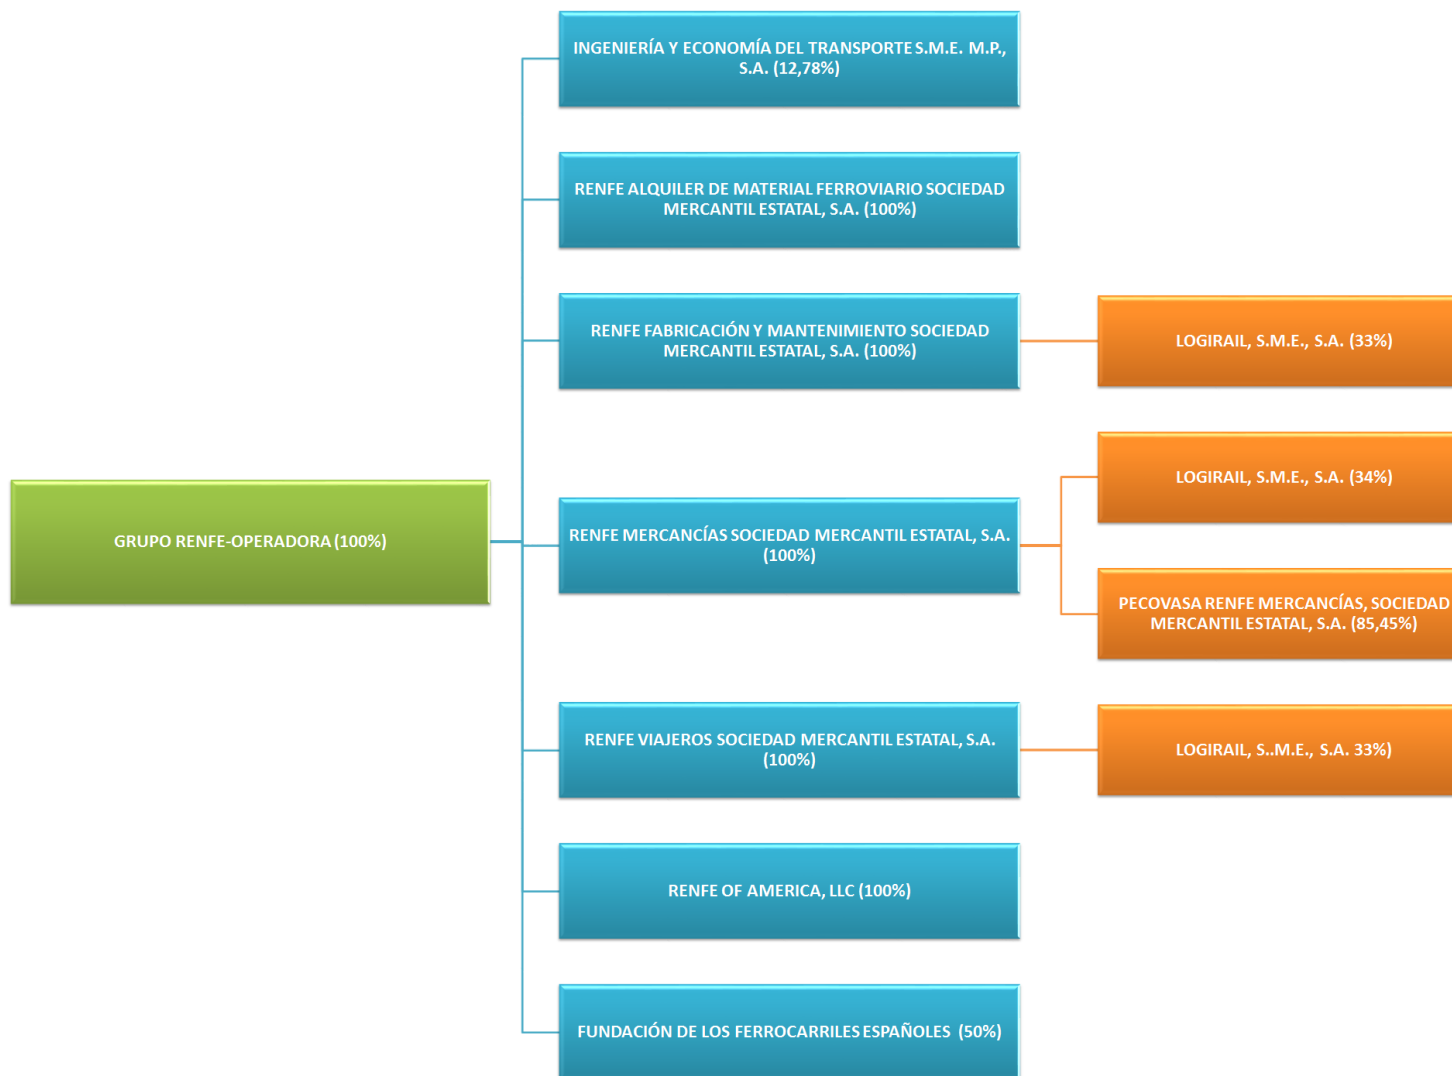 INGENIERÍA Y ECONOMÍA DEL TRANSPORTE S.M.E. M.P.,
S.A. (12,78%)
RENFE ALQUILER DE MATERIAL FERROVIARIO SOCIEDAD
MERCANTIL ESTATAL, S.A. (100%)
RENFE FABRICACIÓN Y MANTENIMIENTO SOCIEDAD
MERCANTIL ESTATAL, S.A. (100%)
LOGIRAIL, S.M.E., S.A. (33%)
GRUPO RENFE-OPERADORA (100%)
RENFE MERCANCÍAS SOCIEDAD MERCANTIL ESTATAL, S.A.
(100%)
LOGIRAIL, S.M.E., S.A. (34%)
PECOVASA RENFE MERCANCÍAS, SOCIEDAD
MERCANTIL ESTATAL, S.A. (85,45%)
RENFE VIAJEROS SOCIEDAD MERCANTIL ESTATAL, S.A.
(100%)
LOGIRAIL, S..M.E., S.A. 33%)
RENFE OF AMERICA, LLC (100%)
FUNDACIÓN DE LOS FERROCARRILES ESPAÑOLES (50%)